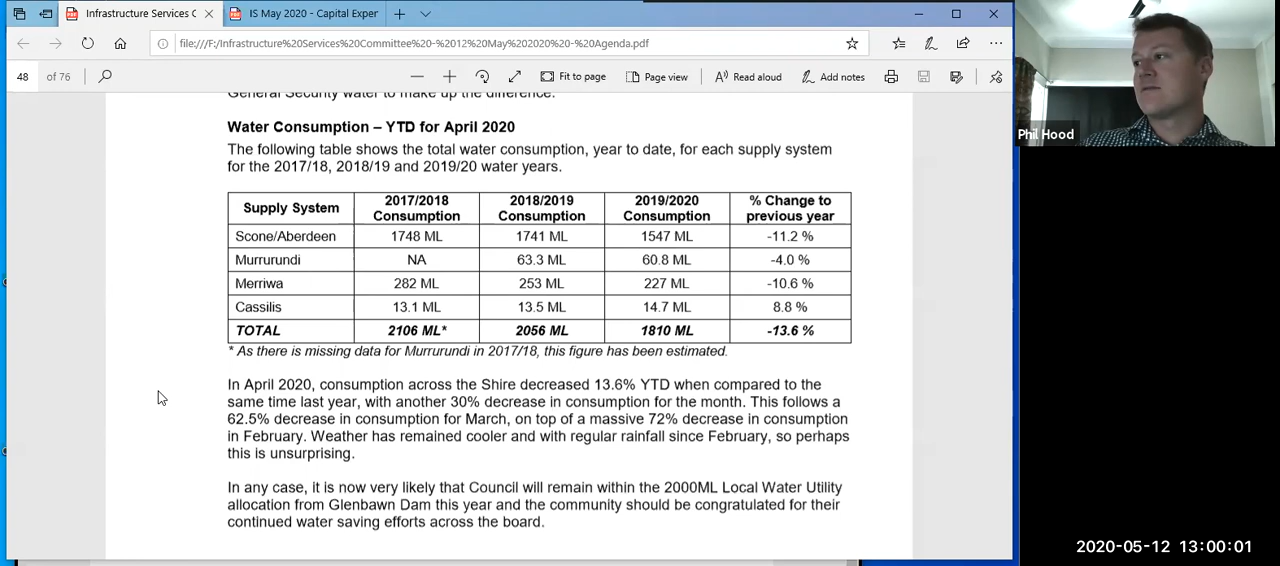 Infrastructure Services C
IS May 2020 - Capital Exper
file:///F:/Infrastructure%20Services%20Committee%20-%2012%20May%202020%20-%20Agenda.pdf
48 of 76
Fit to page
Page view
Read aloud
Add notes
General Security water to make up the difference.
Water Consumption – YTD for April 2020
The following table shows the total water consumption, year to date, for each supply system
for the 2017/18, 2018/19 and 2019/20 water years.
Supply System 2017/2018 Consumption 2018/2019 Consumption 2019/2020 Consumption % Change to previous year
Scone/Aberdeen 1748 ML 1741 ML 1547 ML -11.2 %
Murrurundi NA 63.3 ML 60.8 ML -4.0 %
Merriwa 282 ML 253 ML 227 ML -10.6 %
Cassilis 13.1 ML 13.5 ML 14.7 ML 8.8 %
TOTAL 2106 ML* 2056 ML 1810 ML -13.6 %
* As there is missing data for Murrurundi in 2017/18, this figure has been estimated.
In April 2020, consumption across the Shire decreased 13.6% YTD when compared to the
same time last year, with another 30% decrease in consumption for the month. This follows a
62.5% decrease in consumption for March, on top of a massive 72% decrease in consumption
in February. Weather has remained cooler and with regular rainfall since February, so perhaps
this is unsurprising.
In any case, it is now very likely that Council will remain within the 2000ML Local Water Utility
allocation from Glenbawn Dam this year and the community should be congratulated for their
continued water saving efforts across the board.
Phil Hood
2020-05-12 13:00:01